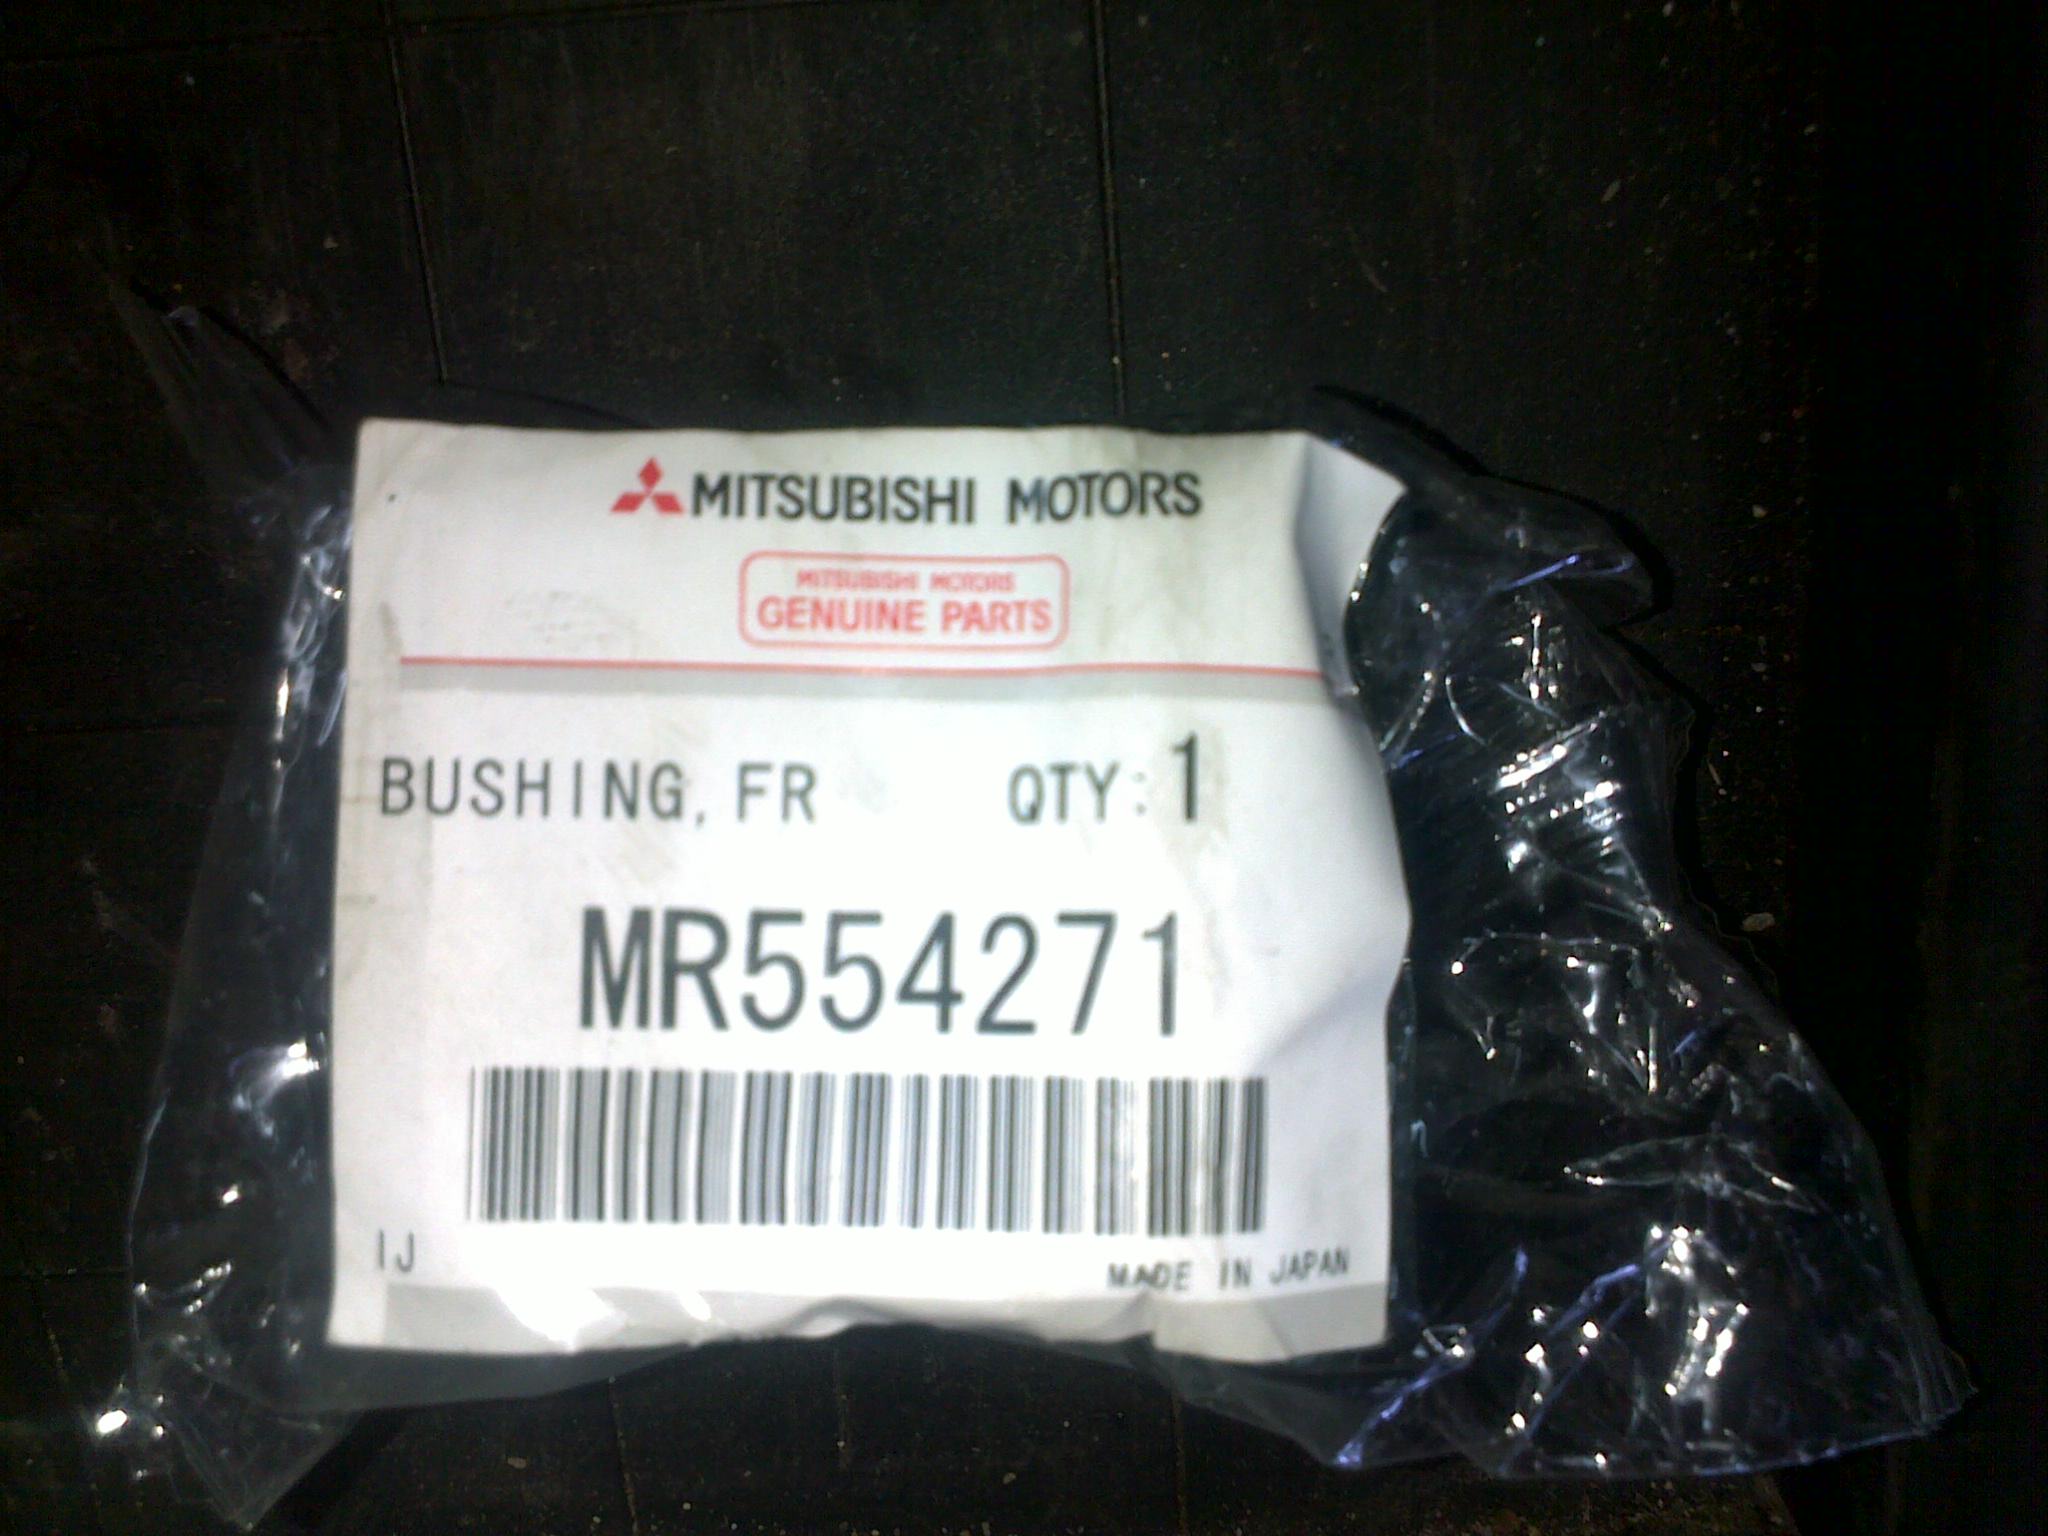 MITSUBISHI MOTORS
MITSUBISHI MOTORS
GENUINE PARTS
BUSHING, FR QTY: 1
MR554271
IJ MADE IN JAPAN